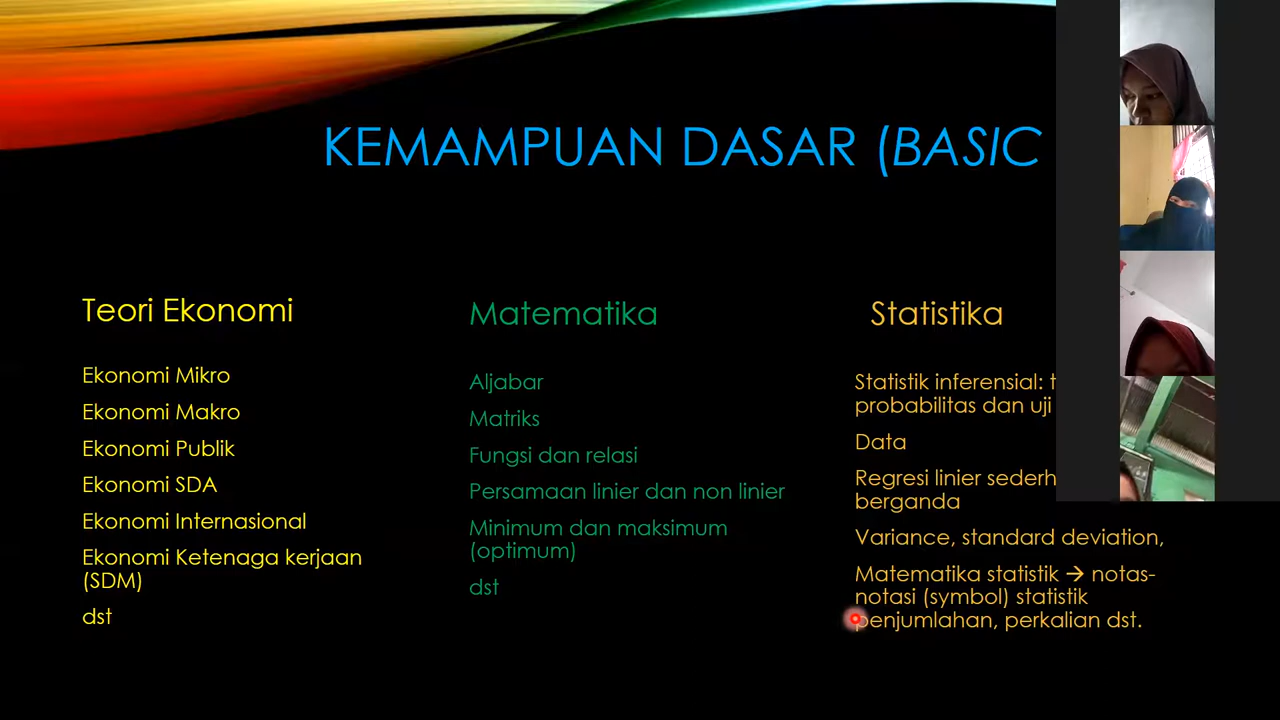 KEMAMPUAN DASAR (BASIC
Teori Ekonomi
Ekonomi Mikro
Ekonomi Makro
Ekonomi Publik
Ekonomi SDA
Ekonomi Internasional
Ekonomi Ketenaga kerjaan
(SDM)
dst
Matematika
Aljabar
Matriks
Fungsi dan relasi
Persamaan linier dan non linier
Minimum dan maksimum
(optimum)
dst
Statistika
Statistik inferensial:
probabilitas dan uji
Data
Regresi linier
berganda
Variance, standard deviation,
Matematika statistik → notas-
notasi (symbol) statistik
penjumlahan, perkalian dst.